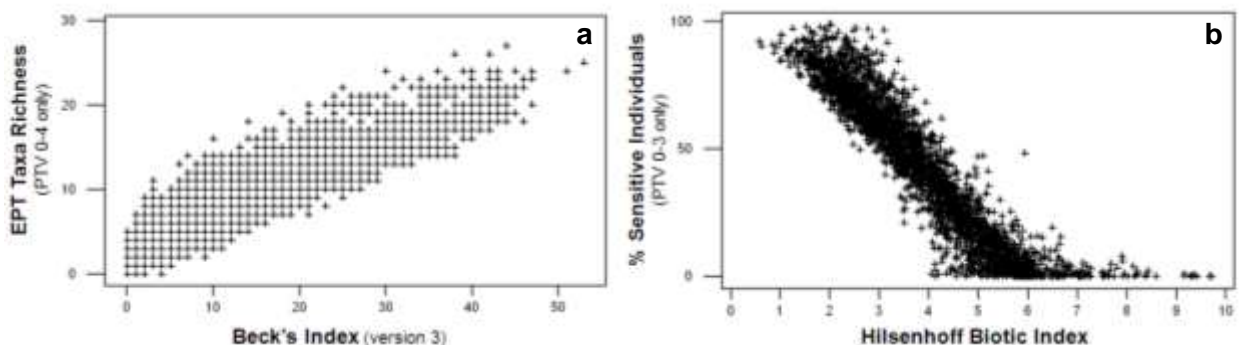 a
EPT Taxa Richness
(PTV 0-4 only)
30
20
10
0
0 10 20 30 40 50
Beck's Index (version 3)
b
% Sensitive Individuals
(PTV 0-3 only)
100
50
0
0 1 2 3 4 5 6 7 8 9 10
Hilsenhoff Biotic Index